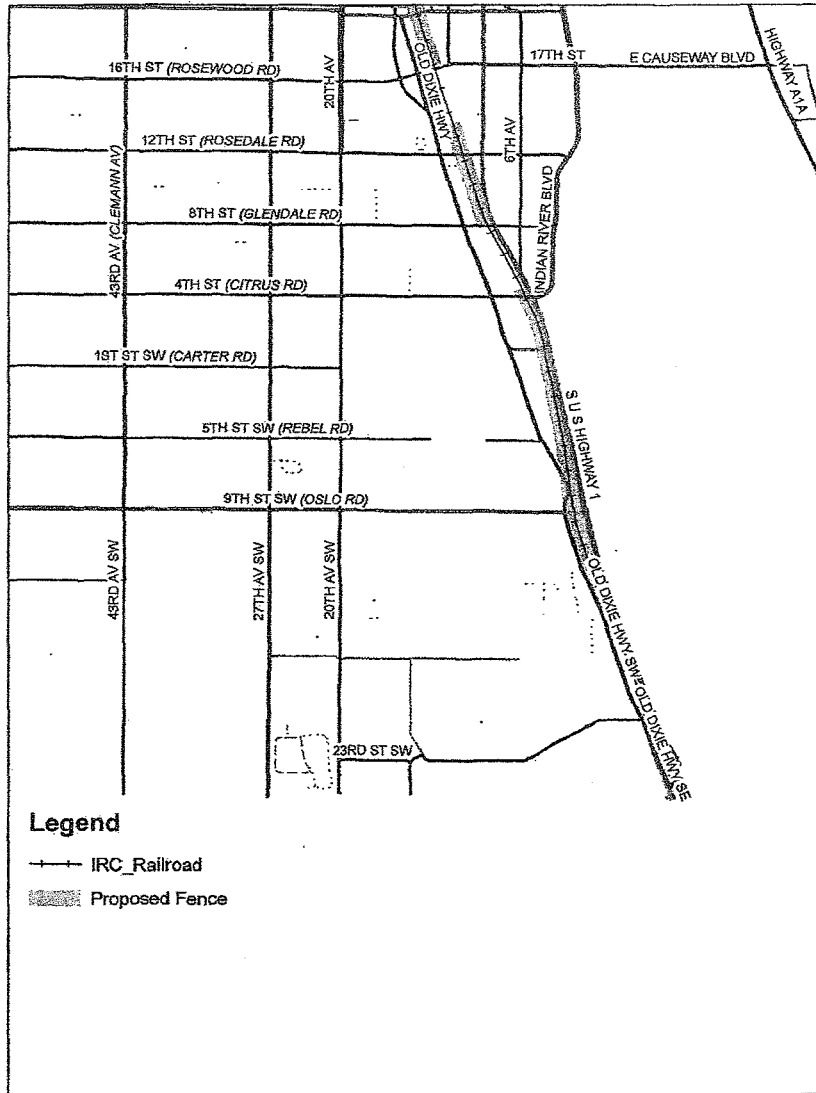 16TH ST (ROSEWOOD RD)
20TH AV
OLD DIXIE HWY
17TH ST
E CAUSEWAY BLVD
HIGHWAY A1A
12TH ST (ROSEDALE RD)
6TH AV
43RD AV (CLEMANN AV)
8TH ST (GLENDALE RD)
INDIAN RIVER BLVD
4TH ST (CITRUS RD)
1ST ST SW (CARTER RD)
5TH ST SW (REBEL RD)
S U S HIGHWAY 1
9TH ST SW (OSLO RD)
43RD AV SW
27TH AV SW
20TH AV SW
OLD DIXIE HWY SW
OLD DIXIE HWY SE
23RD ST SW
Legend
IRC_Railroad
Proposed Fence